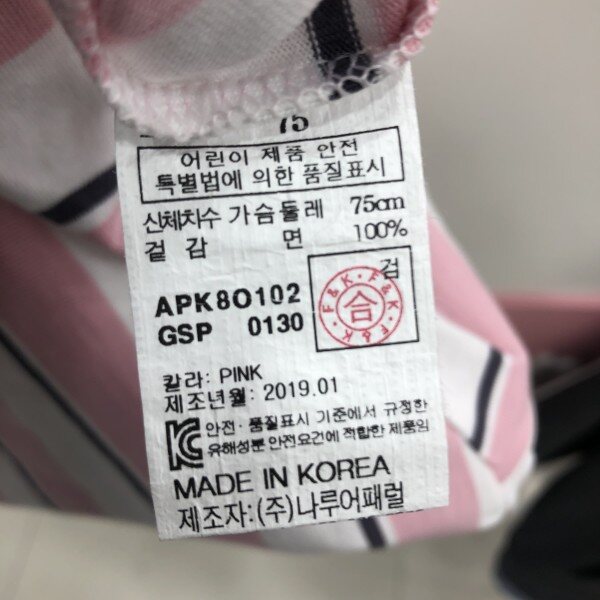 75
어린이 제품 안전
특별법에 의한 품질표시
신체치수 가슴둘레 75cm
겉감 면 100%
검
APK8O102
GSP 0130
F&K · F&K · F&K
合
칼라: PINK
제조년월: 2019.01
안전·품질표시 기준에서 규정한
유해성분 안전요건에 적합한 제품임
MADE IN KOREA
제조자:(주)나루어패럴